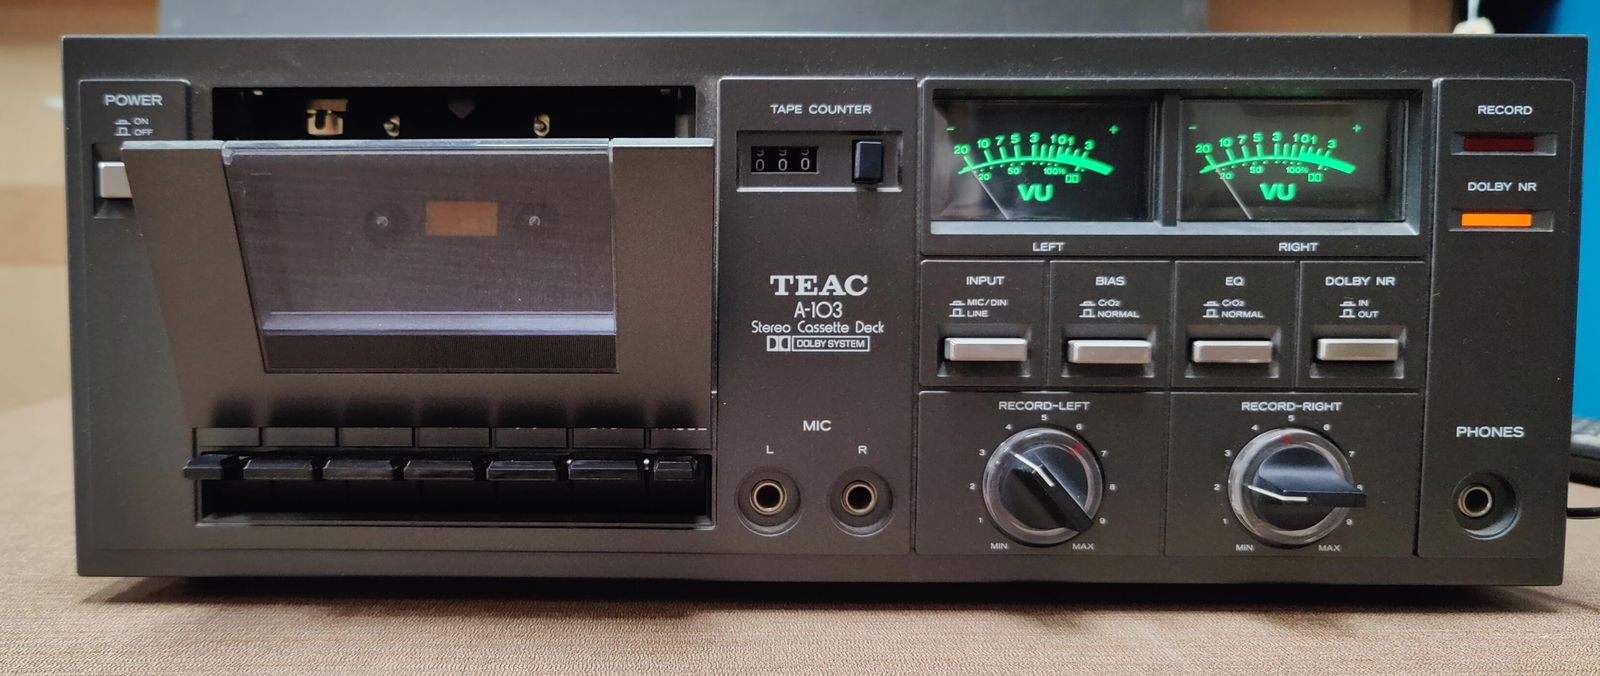 POWER
ON
OFF
TAPE COUNTER
0 0 0
TEAC
A-103
Stereo Cassette Deck
DOLBY SYSTEM
MIC
L R
- +
20 10 7 5 3 1 0 1 3
20 50 100%
VU
LEFT
- +
20 10 7 5 3 1 0 1 3
20 50 100%
VU
RIGHT
INPUT
MIC/DIN
LINE
BIAS
CrO2
NORMAL
EQ
CrO2
NORMAL
DOLBY NR
IN
OUT
RECORD-LEFT
MIN 1 2 3 4 5 6 7 8 9 MAX
RECORD-RIGHT
MIN 1 2 3 4 5 6 7 8 9 MAX
RECORD
DOLBY NR
PHONES